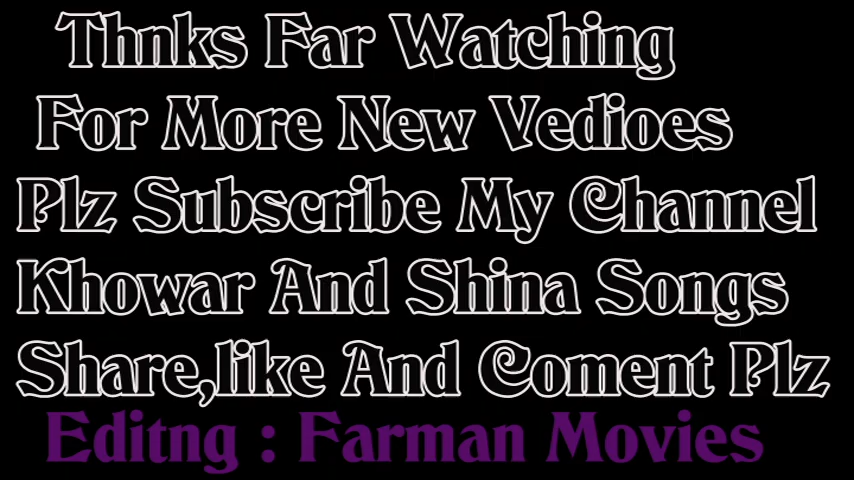 Thnks Far Watching
For More New Vedioes
Plz Subscribe My Channel
Khowar And Shina Songs
Share,like And Coment Plz
Editng : Farman Movies